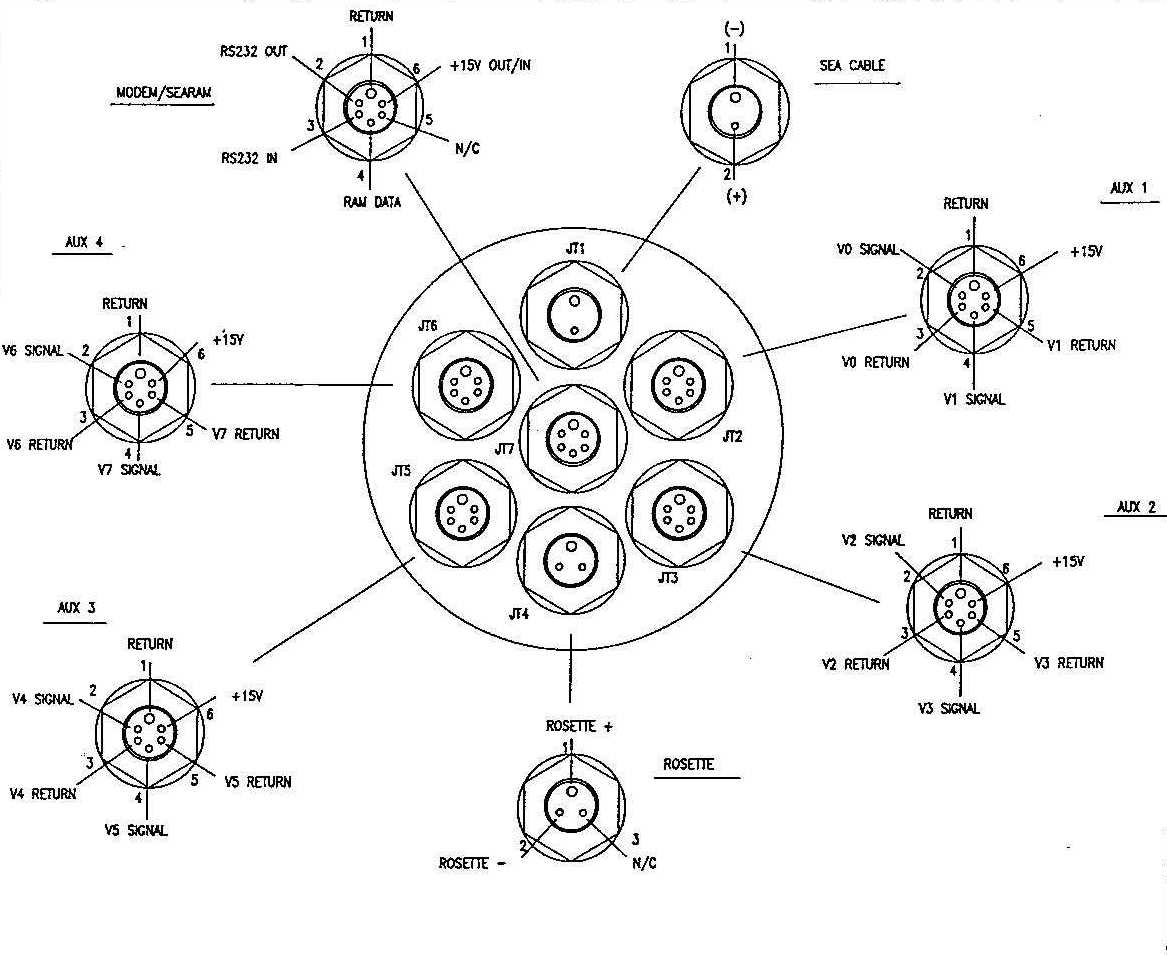 RETURN
1
RS232 OUT
2
6
+15V OUT/IN
MODEM/SEARAM
3
5
RS232 IN
N/C
4
RAM DATA
(-)
1
SEA CABLE
2
(+)
AUX 1
RETURN
1
V0 SIGNAL
2
6
+15V
3
5
V0 RETURN
V1 RETURN
4
V1 SIGNAL
AUX 4
RETURN
1
V6 SIGNAL
2
6
+15V
3
5
V6 RETURN
V7 RETURN
4
V7 SIGNAL
JT1
JT6
JT2
JT7
JT5
JT3
JT4
AUX 2
RETURN
1
V2 SIGNAL
2
6
+15V
3
5
V2 RETURN
V3 RETURN
4
V3 SIGNAL
AUX 3
RETURN
1
V4 SIGNAL
2
6
+15V
3
5
V4 RETURN
V5 RETURN
4
V5 SIGNAL
ROSETTE +
1
ROSETTE
2
3
ROSETTE -
N/C